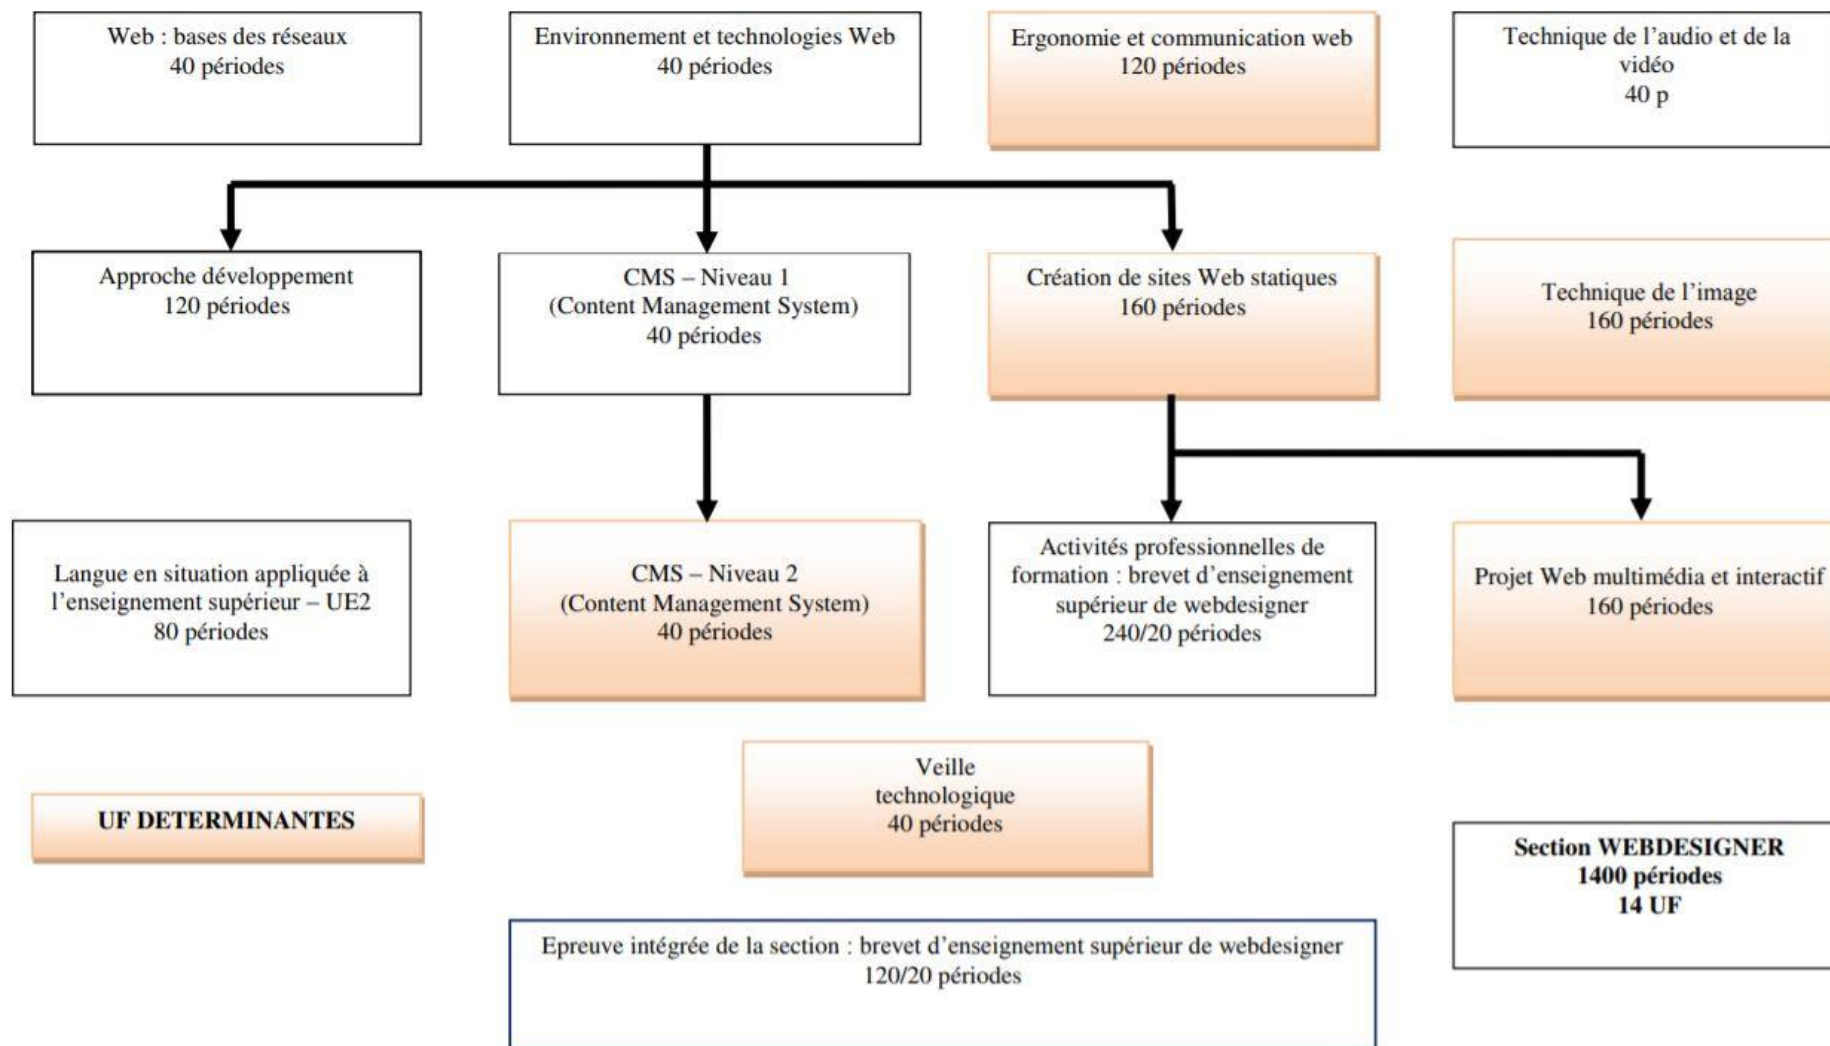 Web : bases des réseaux
40 périodes
Environnement et technologies Web
40 périodes
Ergonomie et communication web
120 périodes
Technique de l’audio et de la
vidéo
40 p
Approche développement
120 périodes
CMS – Niveau 1
(Content Management System)
40 périodes
Création de sites Web statiques
160 périodes
Technique de l’image
160 périodes
Langue en situation appliquée à
l’enseignement supérieur – UE2
80 périodes
CMS – Niveau 2
(Content Management System)
40 périodes
Activités professionnelles de
formation : brevet d’enseignement
supérieur de webdesigner
240/20 périodes
Projet Web multimédia et interactif
160 périodes
Veille
technologique
40 périodes
UF DETERMINANTES
Section WEBDESIGNER
1400 périodes
14 UF
Epreuve intégrée de la section : brevet d’enseignement supérieur de webdesigner
120/20 périodes